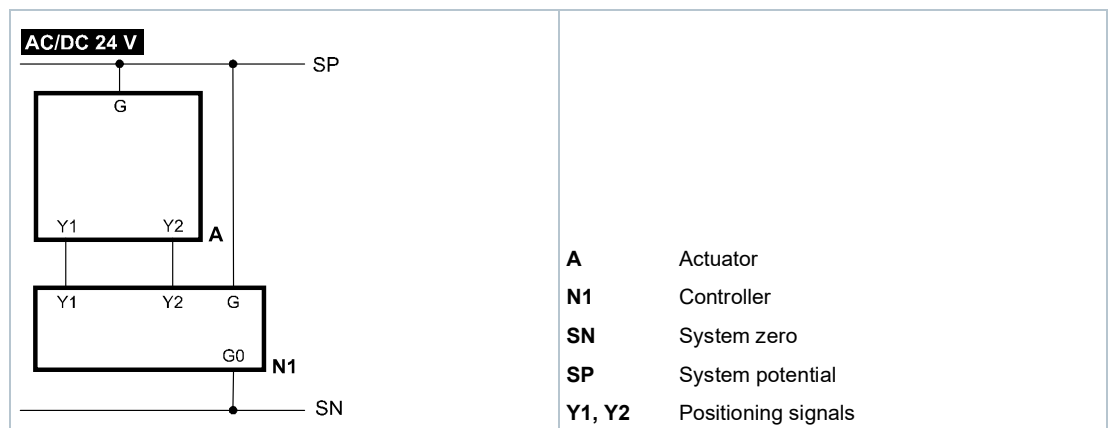 AC/DC 24 V
SP
G
Y1 Y2
A
Y1 Y2 G
G0
N1
SN
A Actuator
N1 Controller
SN System zero
SP System potential
Y1, Y2 Positioning signals